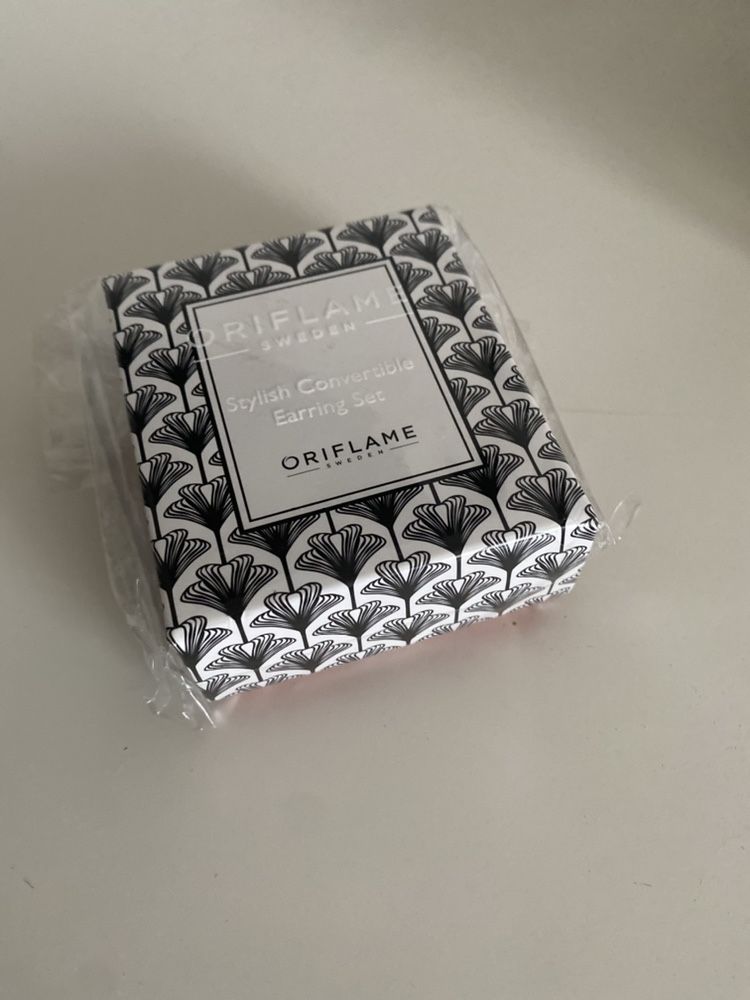 ORIFLAME
SWEDEN
Stylish Convertible
Earring Set
ORIFLAME
SWEDEN